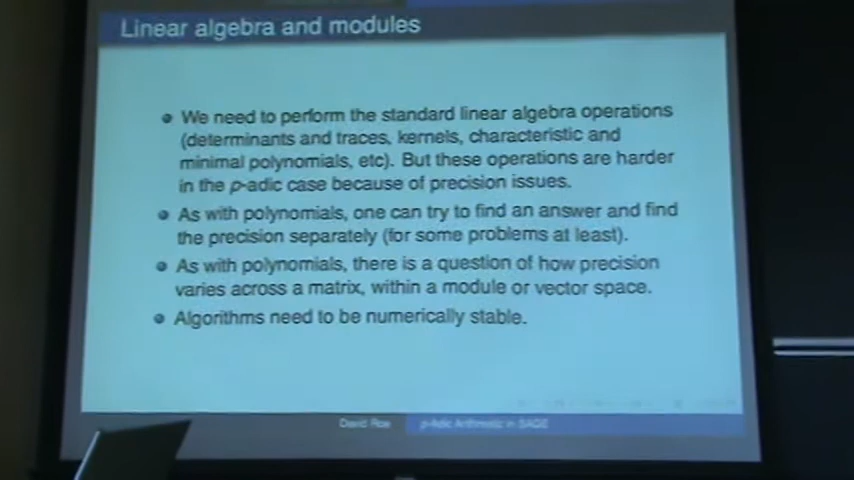 Linear algebra and modules
We need to perform the standard linear algebra operations
(determinants and traces, kernels, characteristic and
minimal polynomials, etc). But these operations are harder
in the p-adic case because of precision issues.
As with polynomials, one can try to find an answer and find
the precision separately (for some problems at least).
As with polynomials, there is a question of how precision
varies across a matrix, within a module or vector space.
Algorithms need to be numerically stable.
David Roe
p-Adic Arithmetic in SAGE